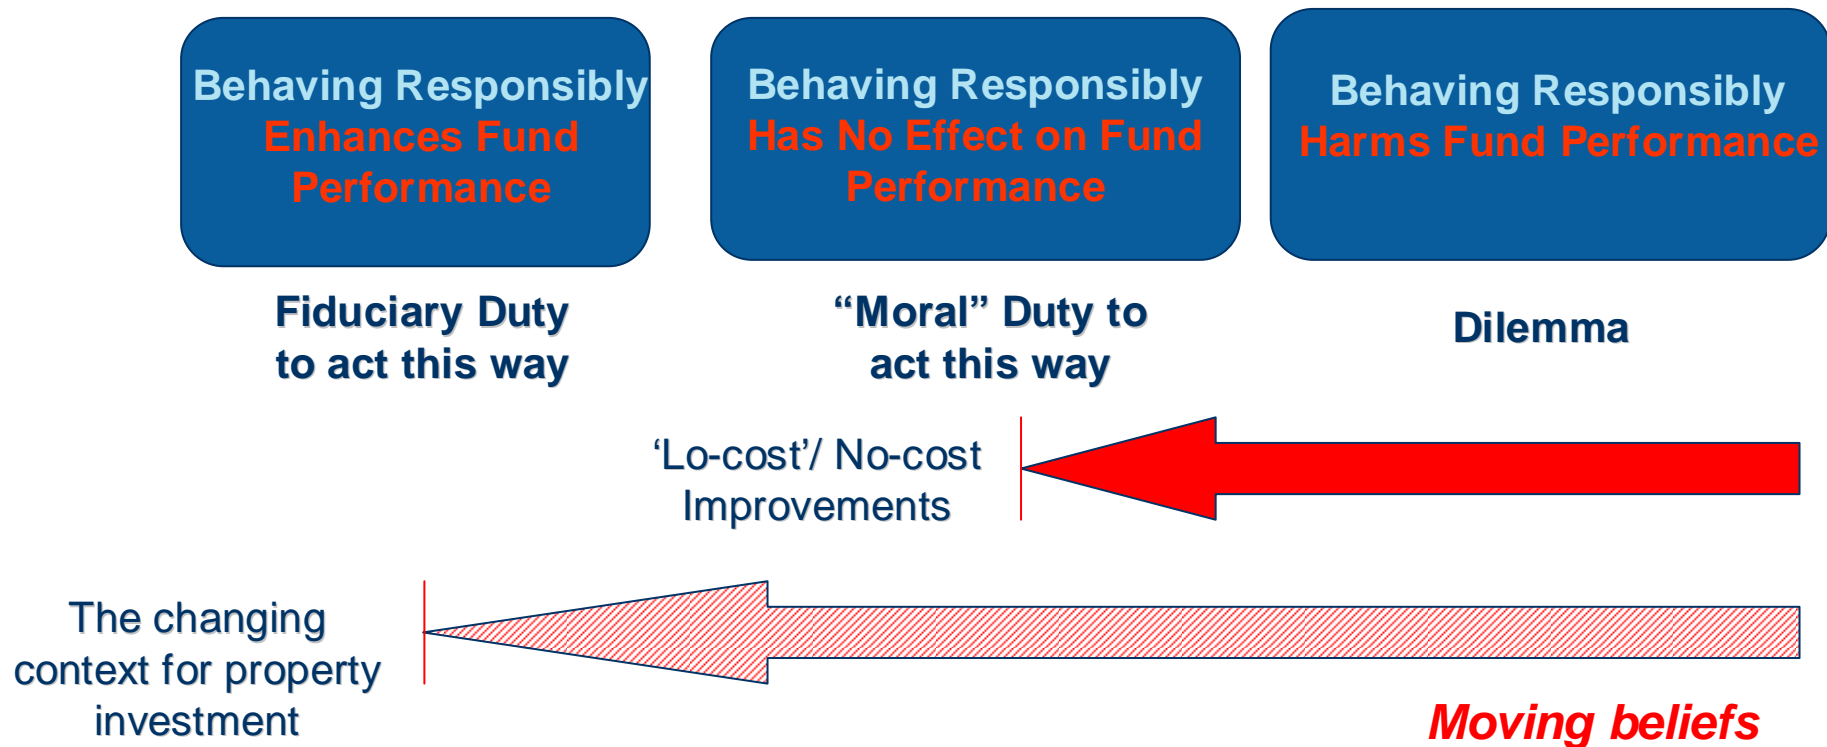 Behaving Responsibly
Enhances Fund
Performance
Behaving Responsibly
Has No Effect on Fund
Performance
Behaving Responsibly
Harms Fund Performance
Fiduciary Duty
to act this way
“Moral” Duty to
act this way
Dilemma
‘Lo-cost’/ No-cost
Improvements
The changing
context for property
investment
Moving beliefs